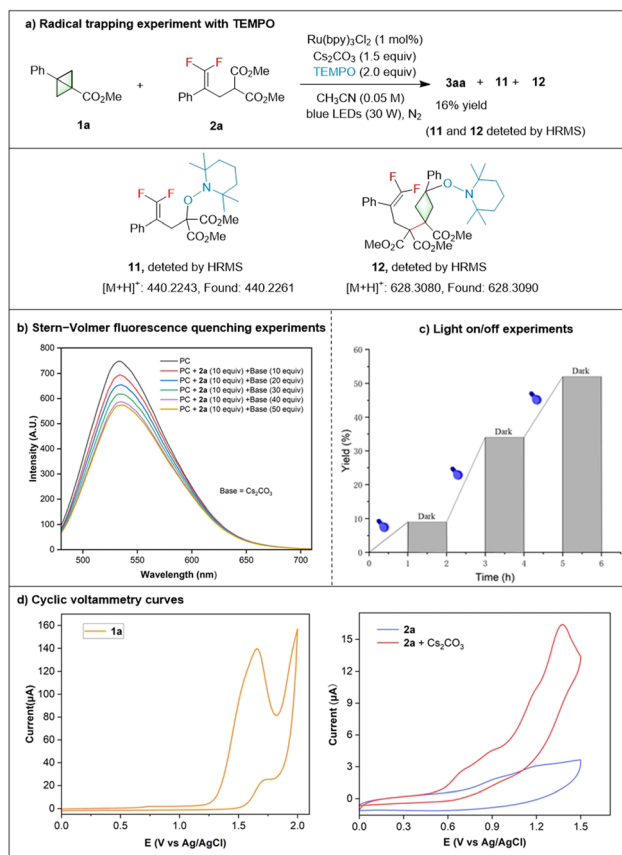 a) Radical trapping experiment with TEMPO
Ph
CO₂Me
1a
+
F F
CO₂Me
Ph
CO₂Me
2a
Ru(bpy)₃Cl₂ (1 mol%)
Cs₂CO₃ (1.5 equiv)
TEMPO (2.0 equiv)
CH₃CN (0.05 M)
blue LEDs (30 W), N₂
3aa + 11 + 12
16% yield
(11 and 12 deteted by HRMS)
F F
O
N
Ph
CO₂Me
CO₂Me
11, deteted by HRMS
[M+H]⁺: 440.2243, Found: 440.2261
Ph
F
F
O
N
Ph
MeO₂C
CO₂Me
CO₂Me
12, deteted by HRMS
[M+H]⁺: 628.3080, Found: 628.3090
b) Stern−Volmer fluorescence quenching experiments
Intensity (A.U.)
800
700
600
500
400
300
200
100
0
PC
PC + 2a (10 equiv) +Base (10 equiv)
PC + 2a (10 equiv) +Base (20 equiv)
PC + 2a (10 equiv) +Base (30 equiv)
PC + 2a (10 equiv) +Base (40 equiv)
PC + 2a (10 equiv) +Base (50 equiv)
Base = Cs₂CO₃
500 550 600 650 700
Wavelength (nm)
c) Light on/off experiments
Yield (%)
60
50
40
30
20
10
0
Dark
Dark
Dark
0 1 2 3 4 5 6
Time (h)
d) Cyclic voltammetry curves
Current(µA)
160
140
120
100
80
60
40
20
0
1a
0.0 0.5 1.0 1.5 2.0
E (V vs Ag/AgCl)
Current (µA)
15
12
9
6
3
0
2a
2a + Cs₂CO₃
0.0 0.3 0.6 0.9 1.2 1.5
E (V vs Ag/AgCl)